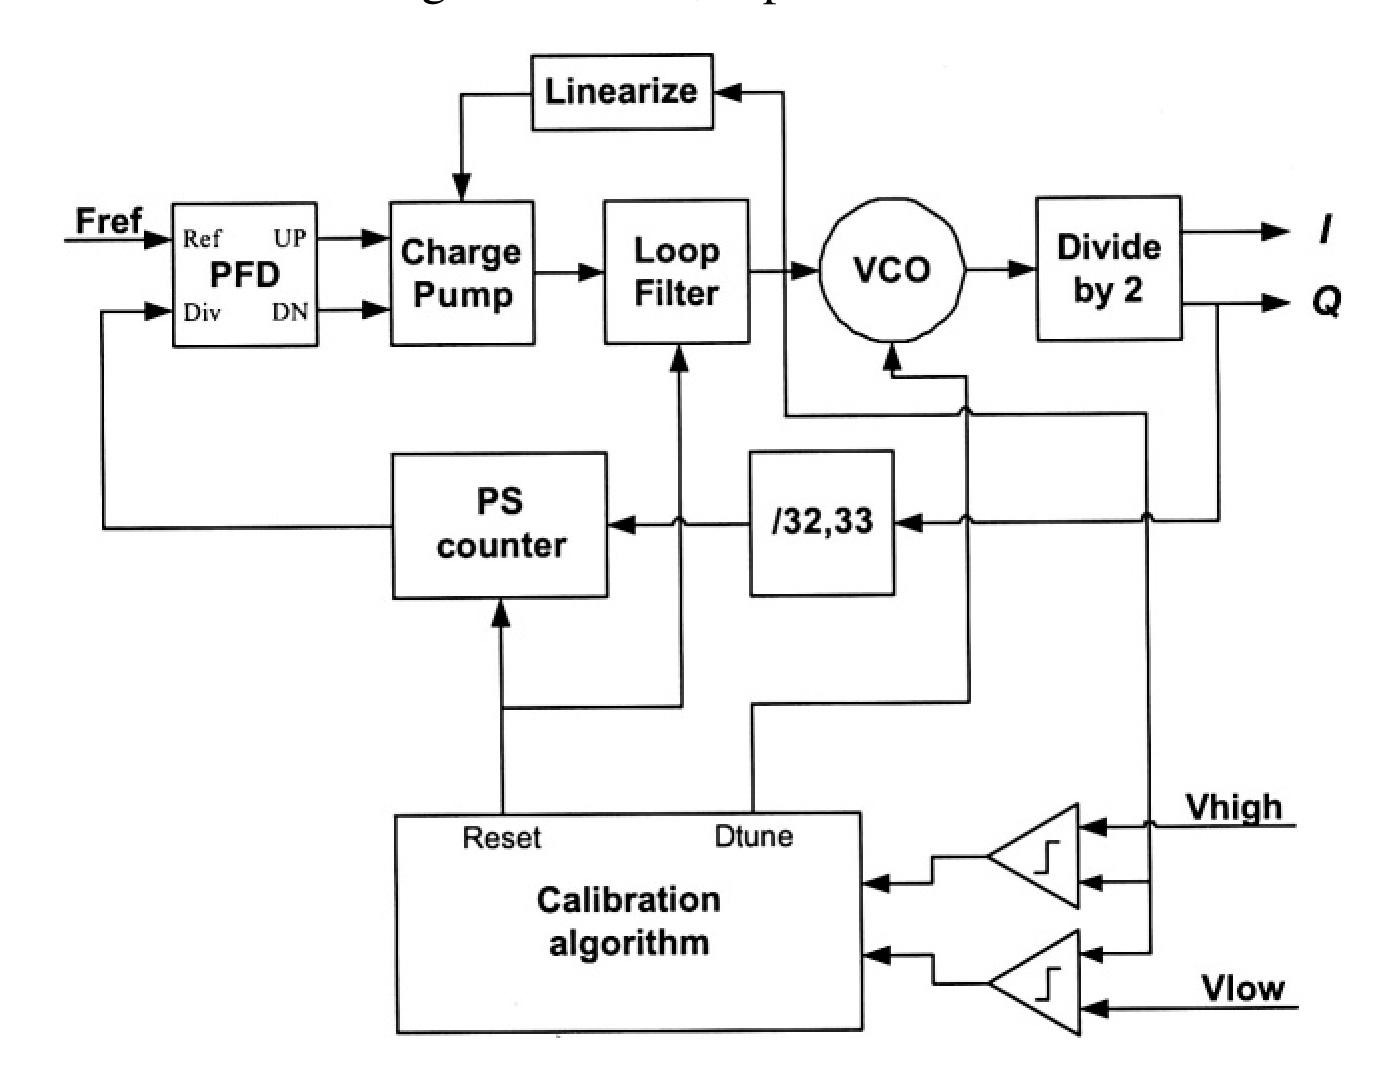 Linearize
Fref
Ref UP
PFD
Div DN
Charge
Pump
Loop
Filter
VCO
Divide
by 2
I
Q
PS
counter
/32,33
Reset
Dtune
Calibration
algorithm
Vhigh
Vlow